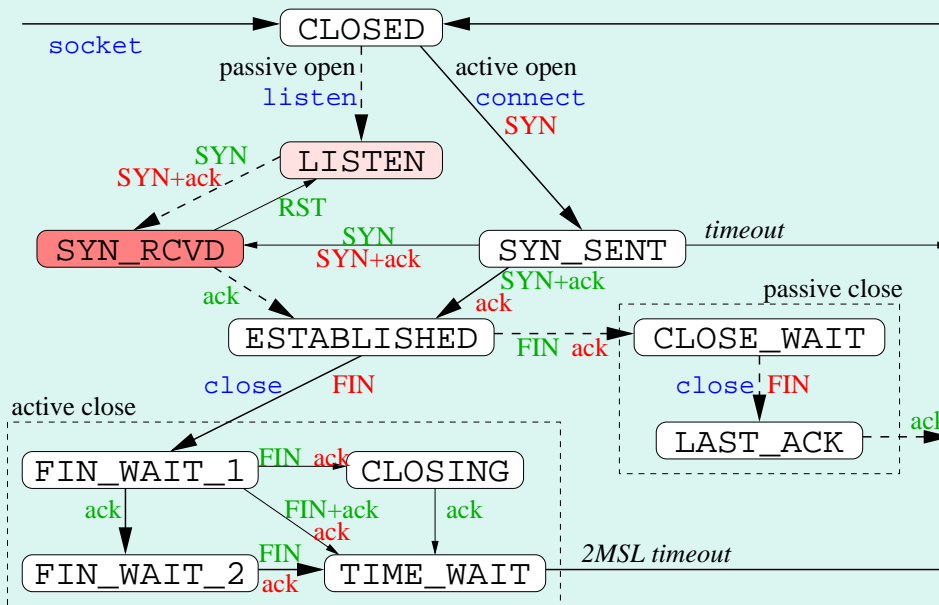 CLOSED
socket
passive open
active open
listen
connect
SYN
LISTEN
SYN
SYN+ack
RST
SYN_RCVD
SYN
SYN+ack
SYN_SENT
timeout
ack
SYN+ack
ack
passive close
ESTABLISHED
FIN ack
CLOSE_WAIT
close FIN
close FIN
active close
LAST_ACK
ack
FIN_WAIT_1
FIN ack
CLOSING
ack
FIN+ack
ack
ack
FIN_WAIT_2
FIN
ack
TIME_WAIT
2MSL timeout